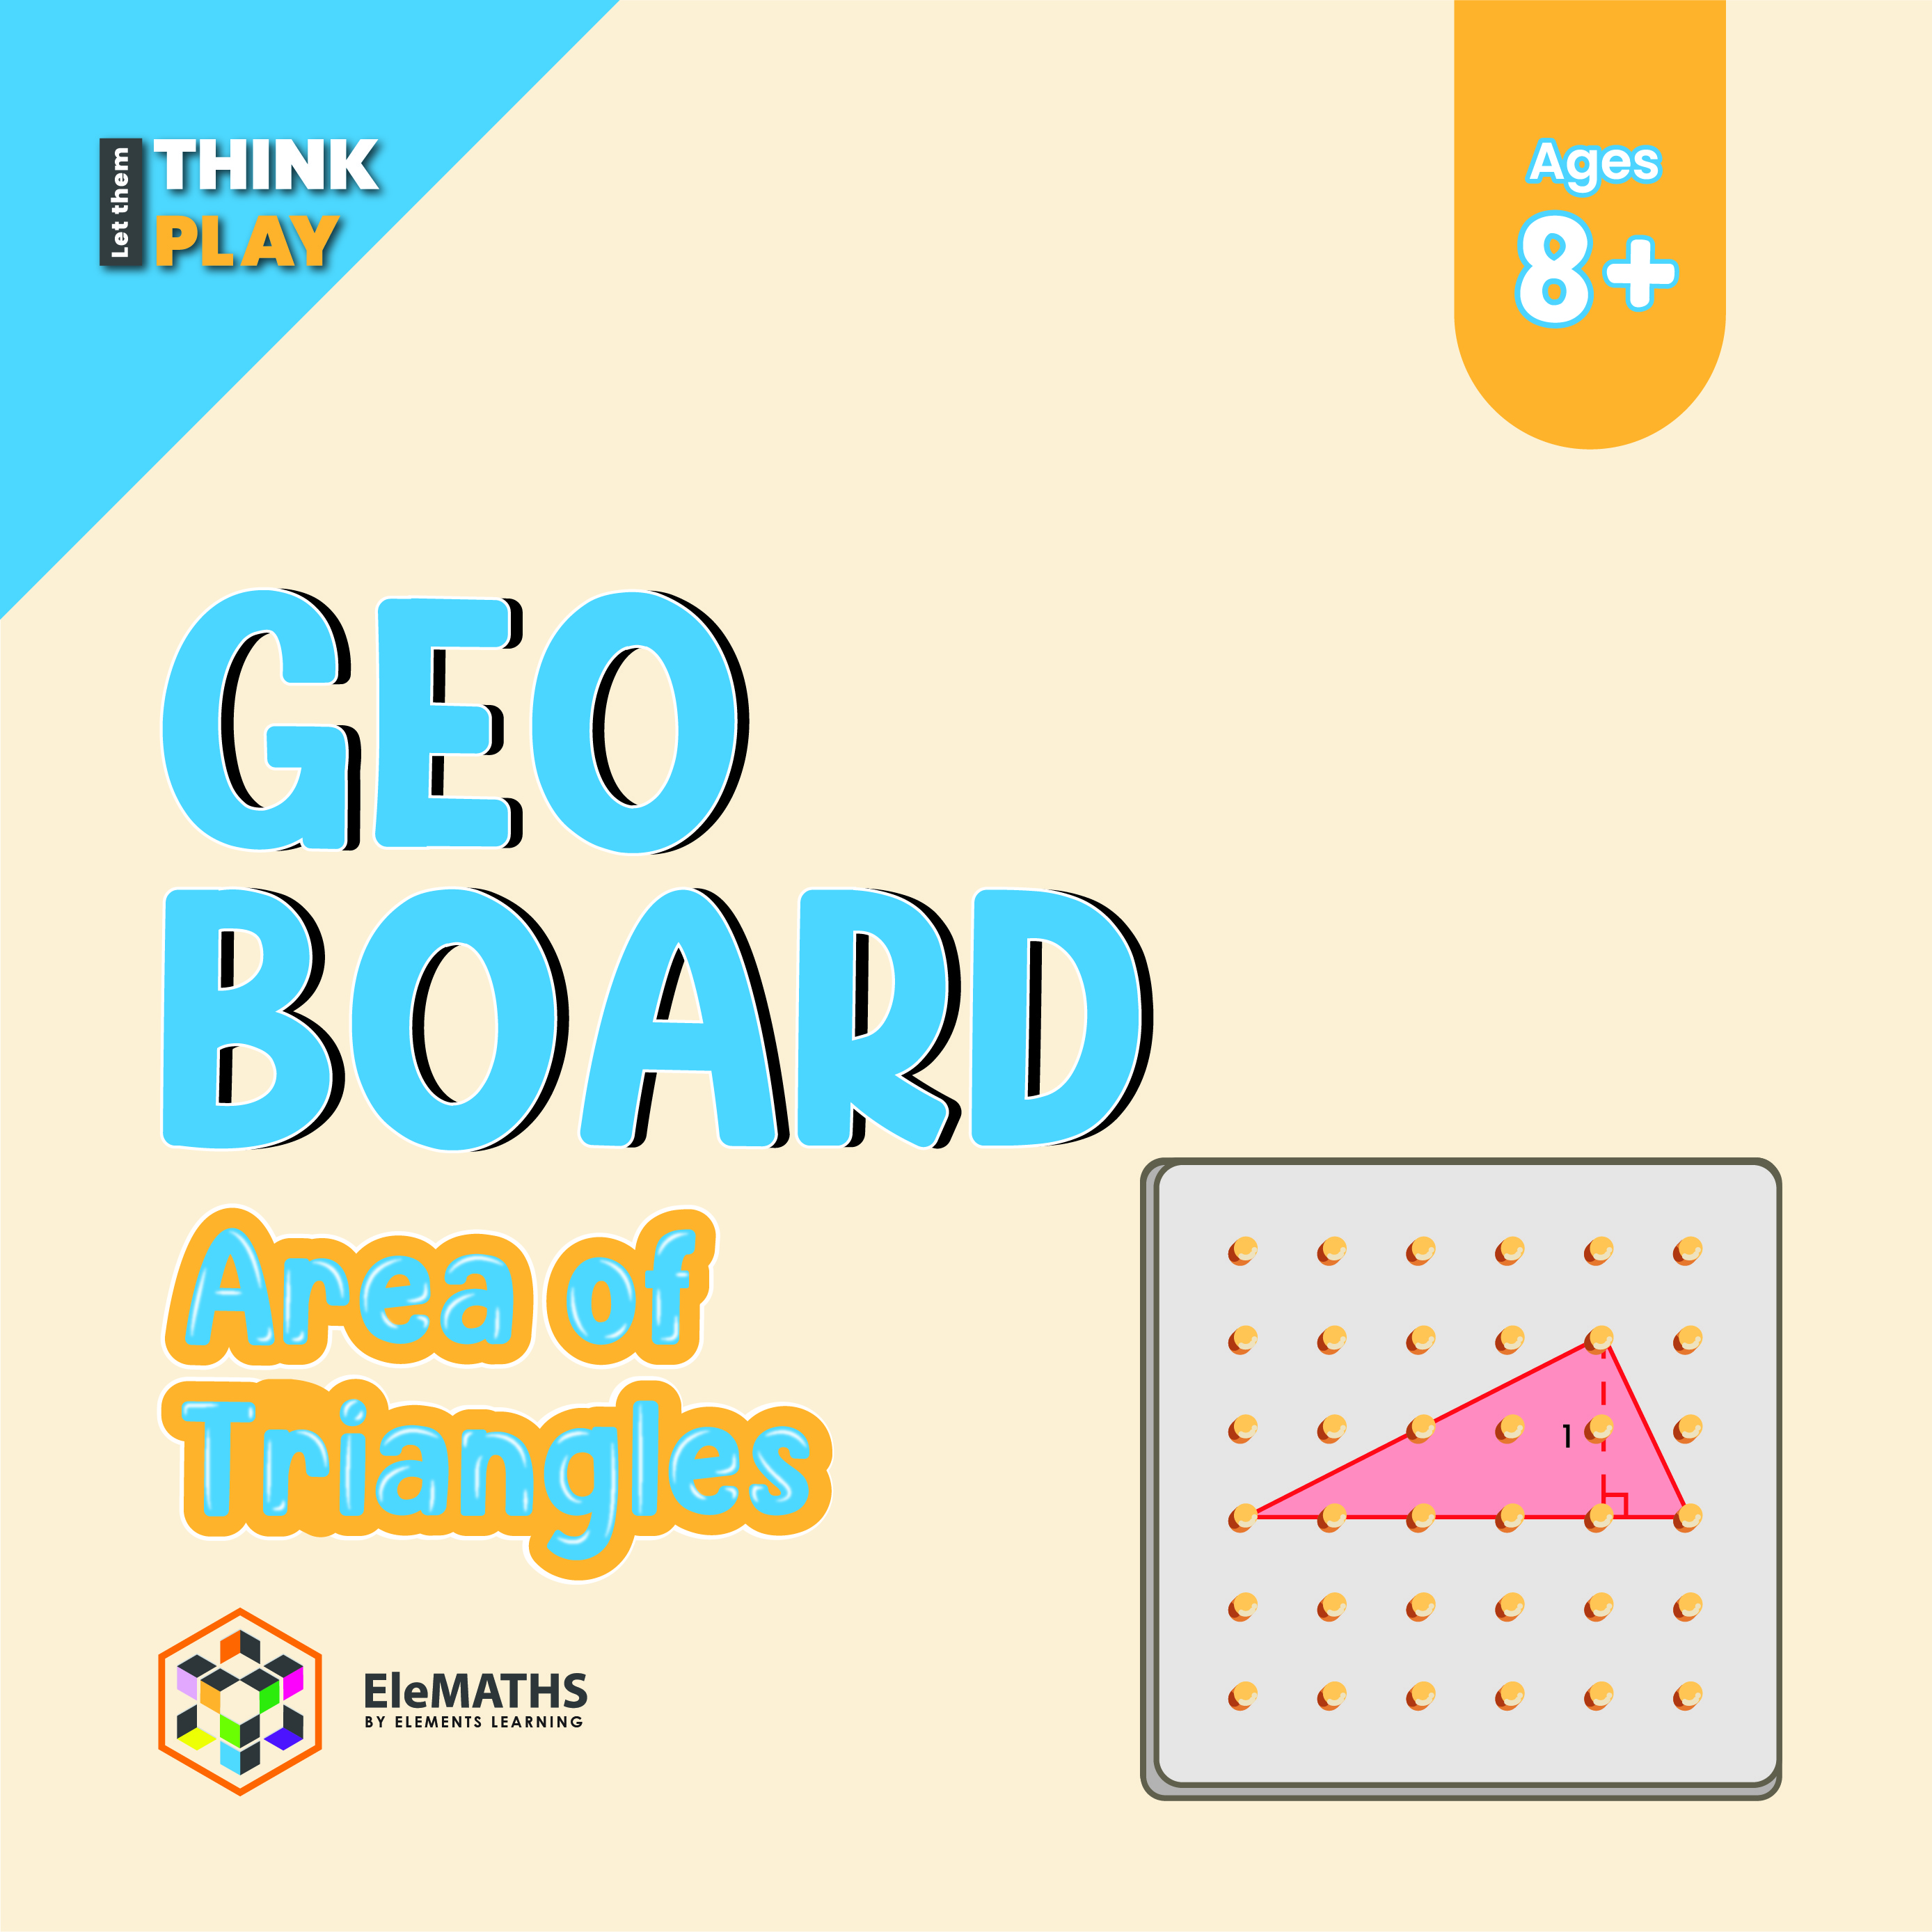 Let them
THINK
PLAY
Ages
8+
GEO
BOARD
Area of
Triangles
1
EleMATHS
BY ELEMENTS LEARNING